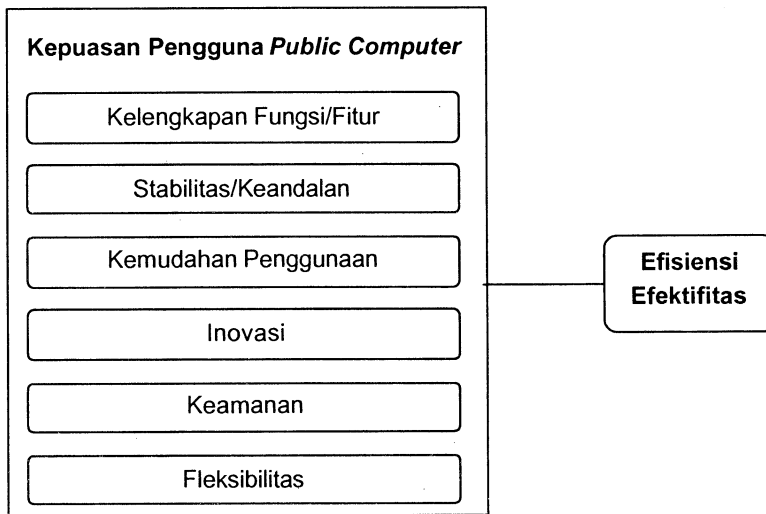 Kepuasan Pengguna Public Computer
Kelengkapan Fungsi/Fitur
Stabilitas/Keandalan
Kemudahan Penggunaan
Inovasi
Keamanan
Fleksibilitas
Efisiensi
Efektifitas